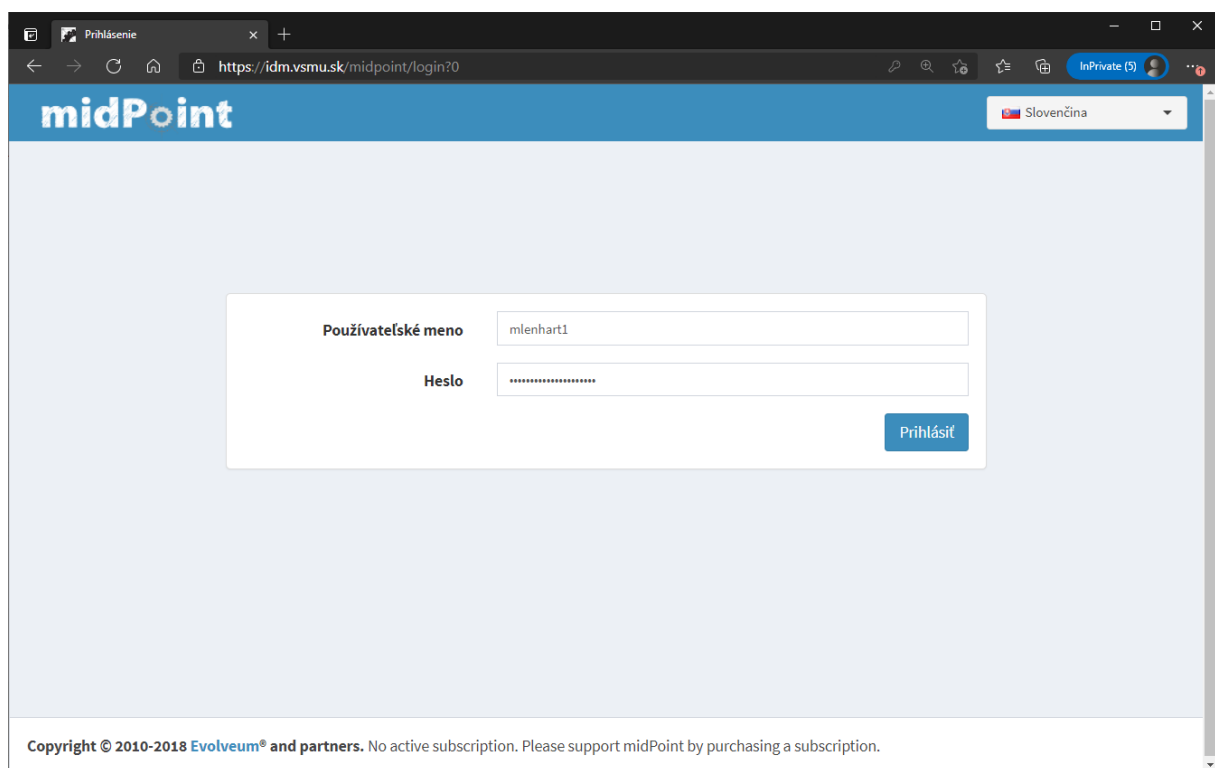 Prihlásenie
https://idm.vsmu.sk/midpoint/login?0
InPrivate (5)
midPoint
Slovenčina
Používateľské meno
mlenhart1
Heslo
•••••••••••••••••••••
Prihlásiť
Copyright © 2010-2018 Evolveum® and partners. No active subscription. Please support midPoint by purchasing a subscription.